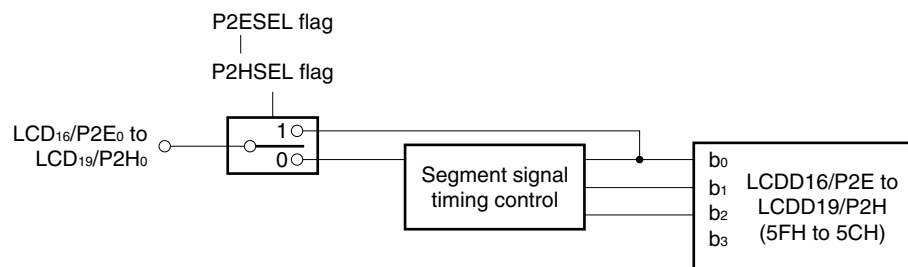 P2ESEL flag
P2HSEL flag
LCD16/P2E0 to
LCD19/P2H0
1
0
Segment signal
timing control
b0
b1
b2
b3
LCDD16/P2E to
LCDD19/P2H
(5FH to 5CH)